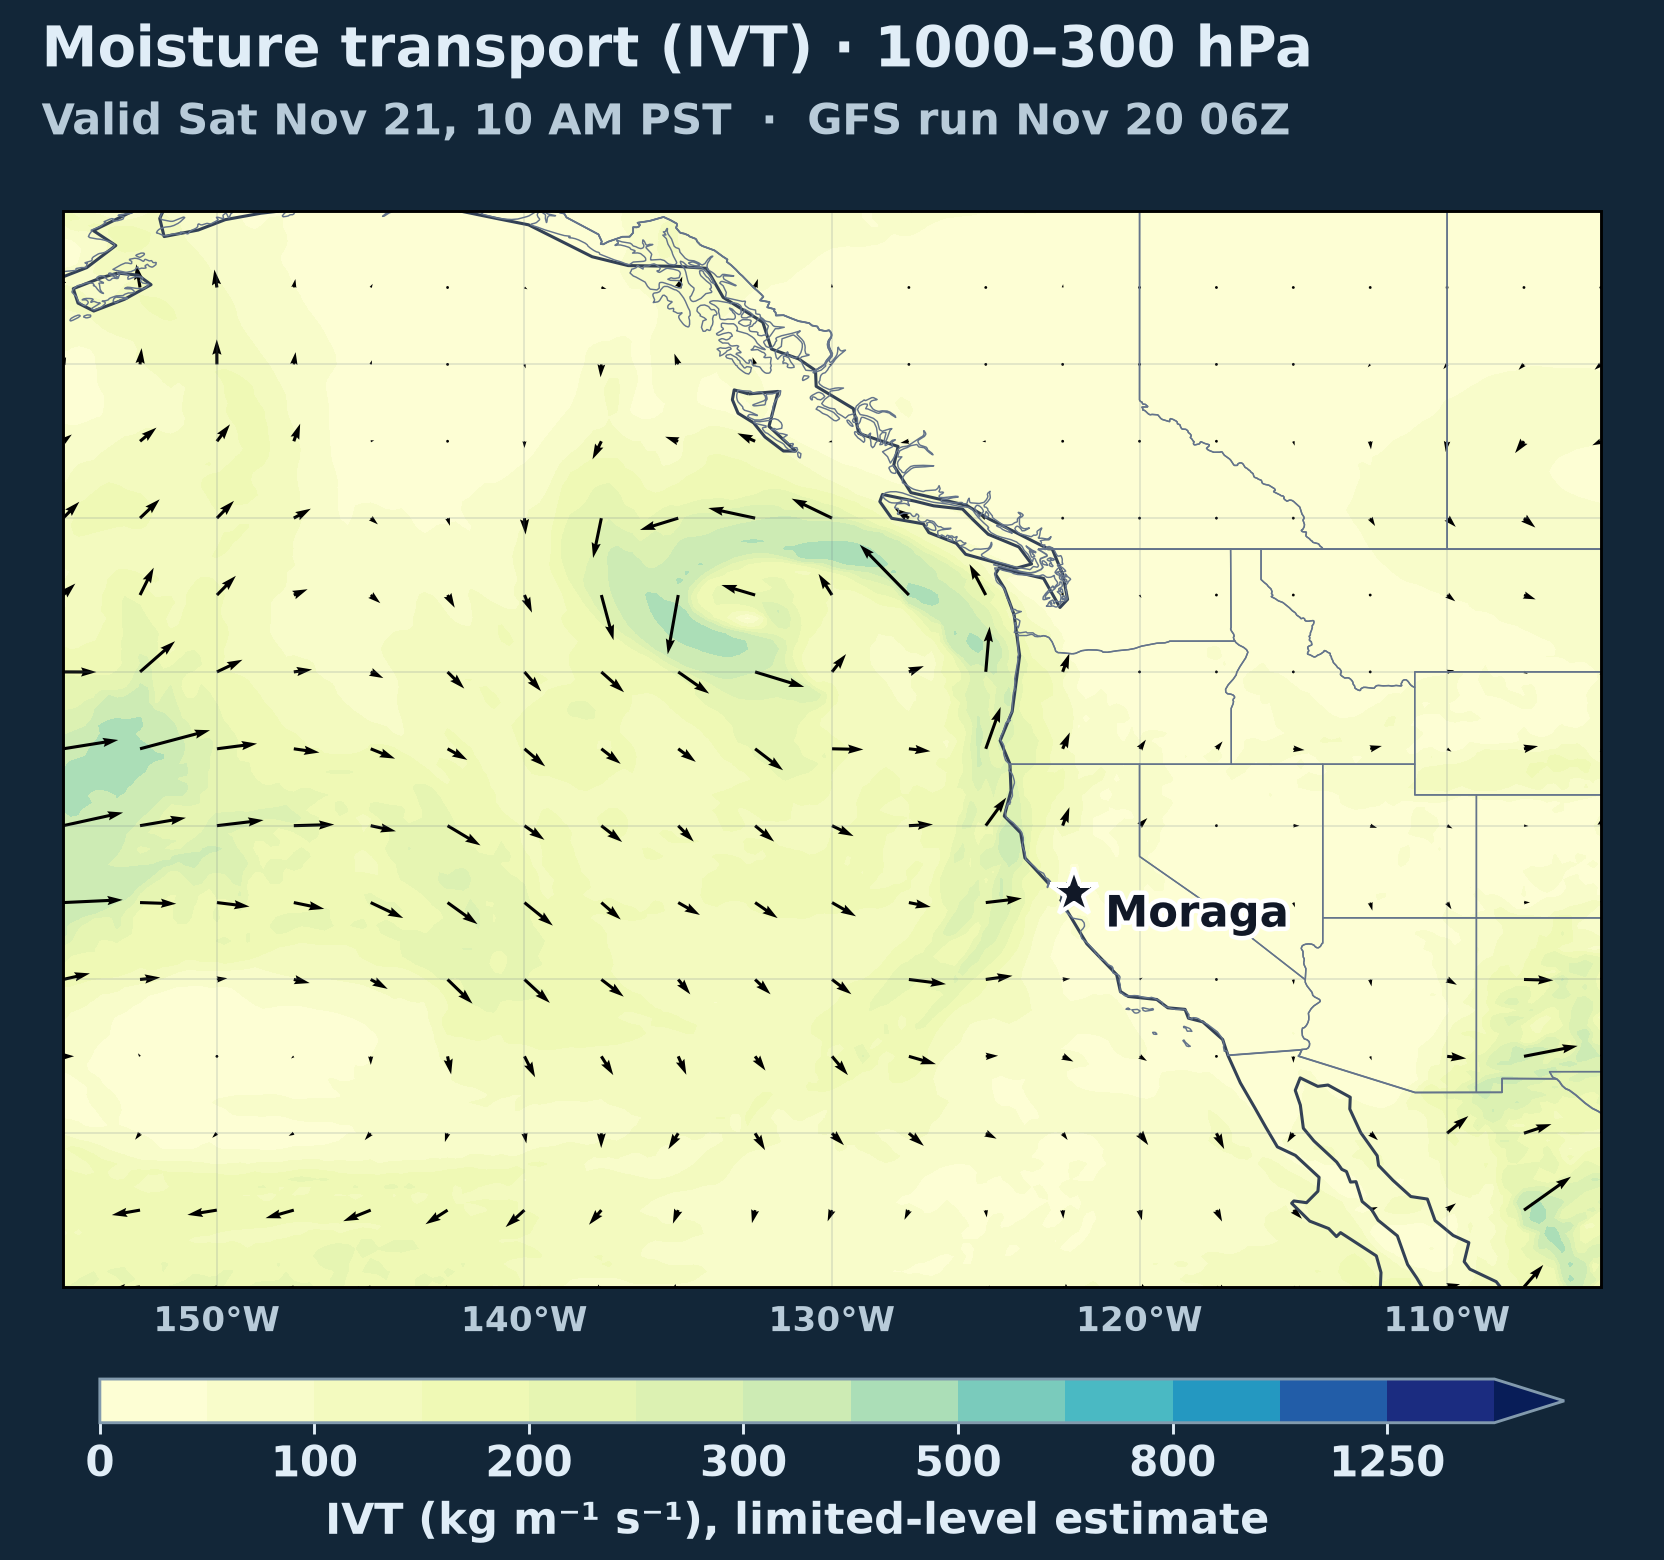 Moisture transport (IVT) · 1000–300 hPa
Valid Sat Nov 21, 10 AM PST · GFS run Nov 20 06Z
Moraga
150°W 140°W 130°W 120°W 110°W
0 100 200 300 500 800 1250
IVT (kg m⁻¹ s⁻¹), limited-level estimate